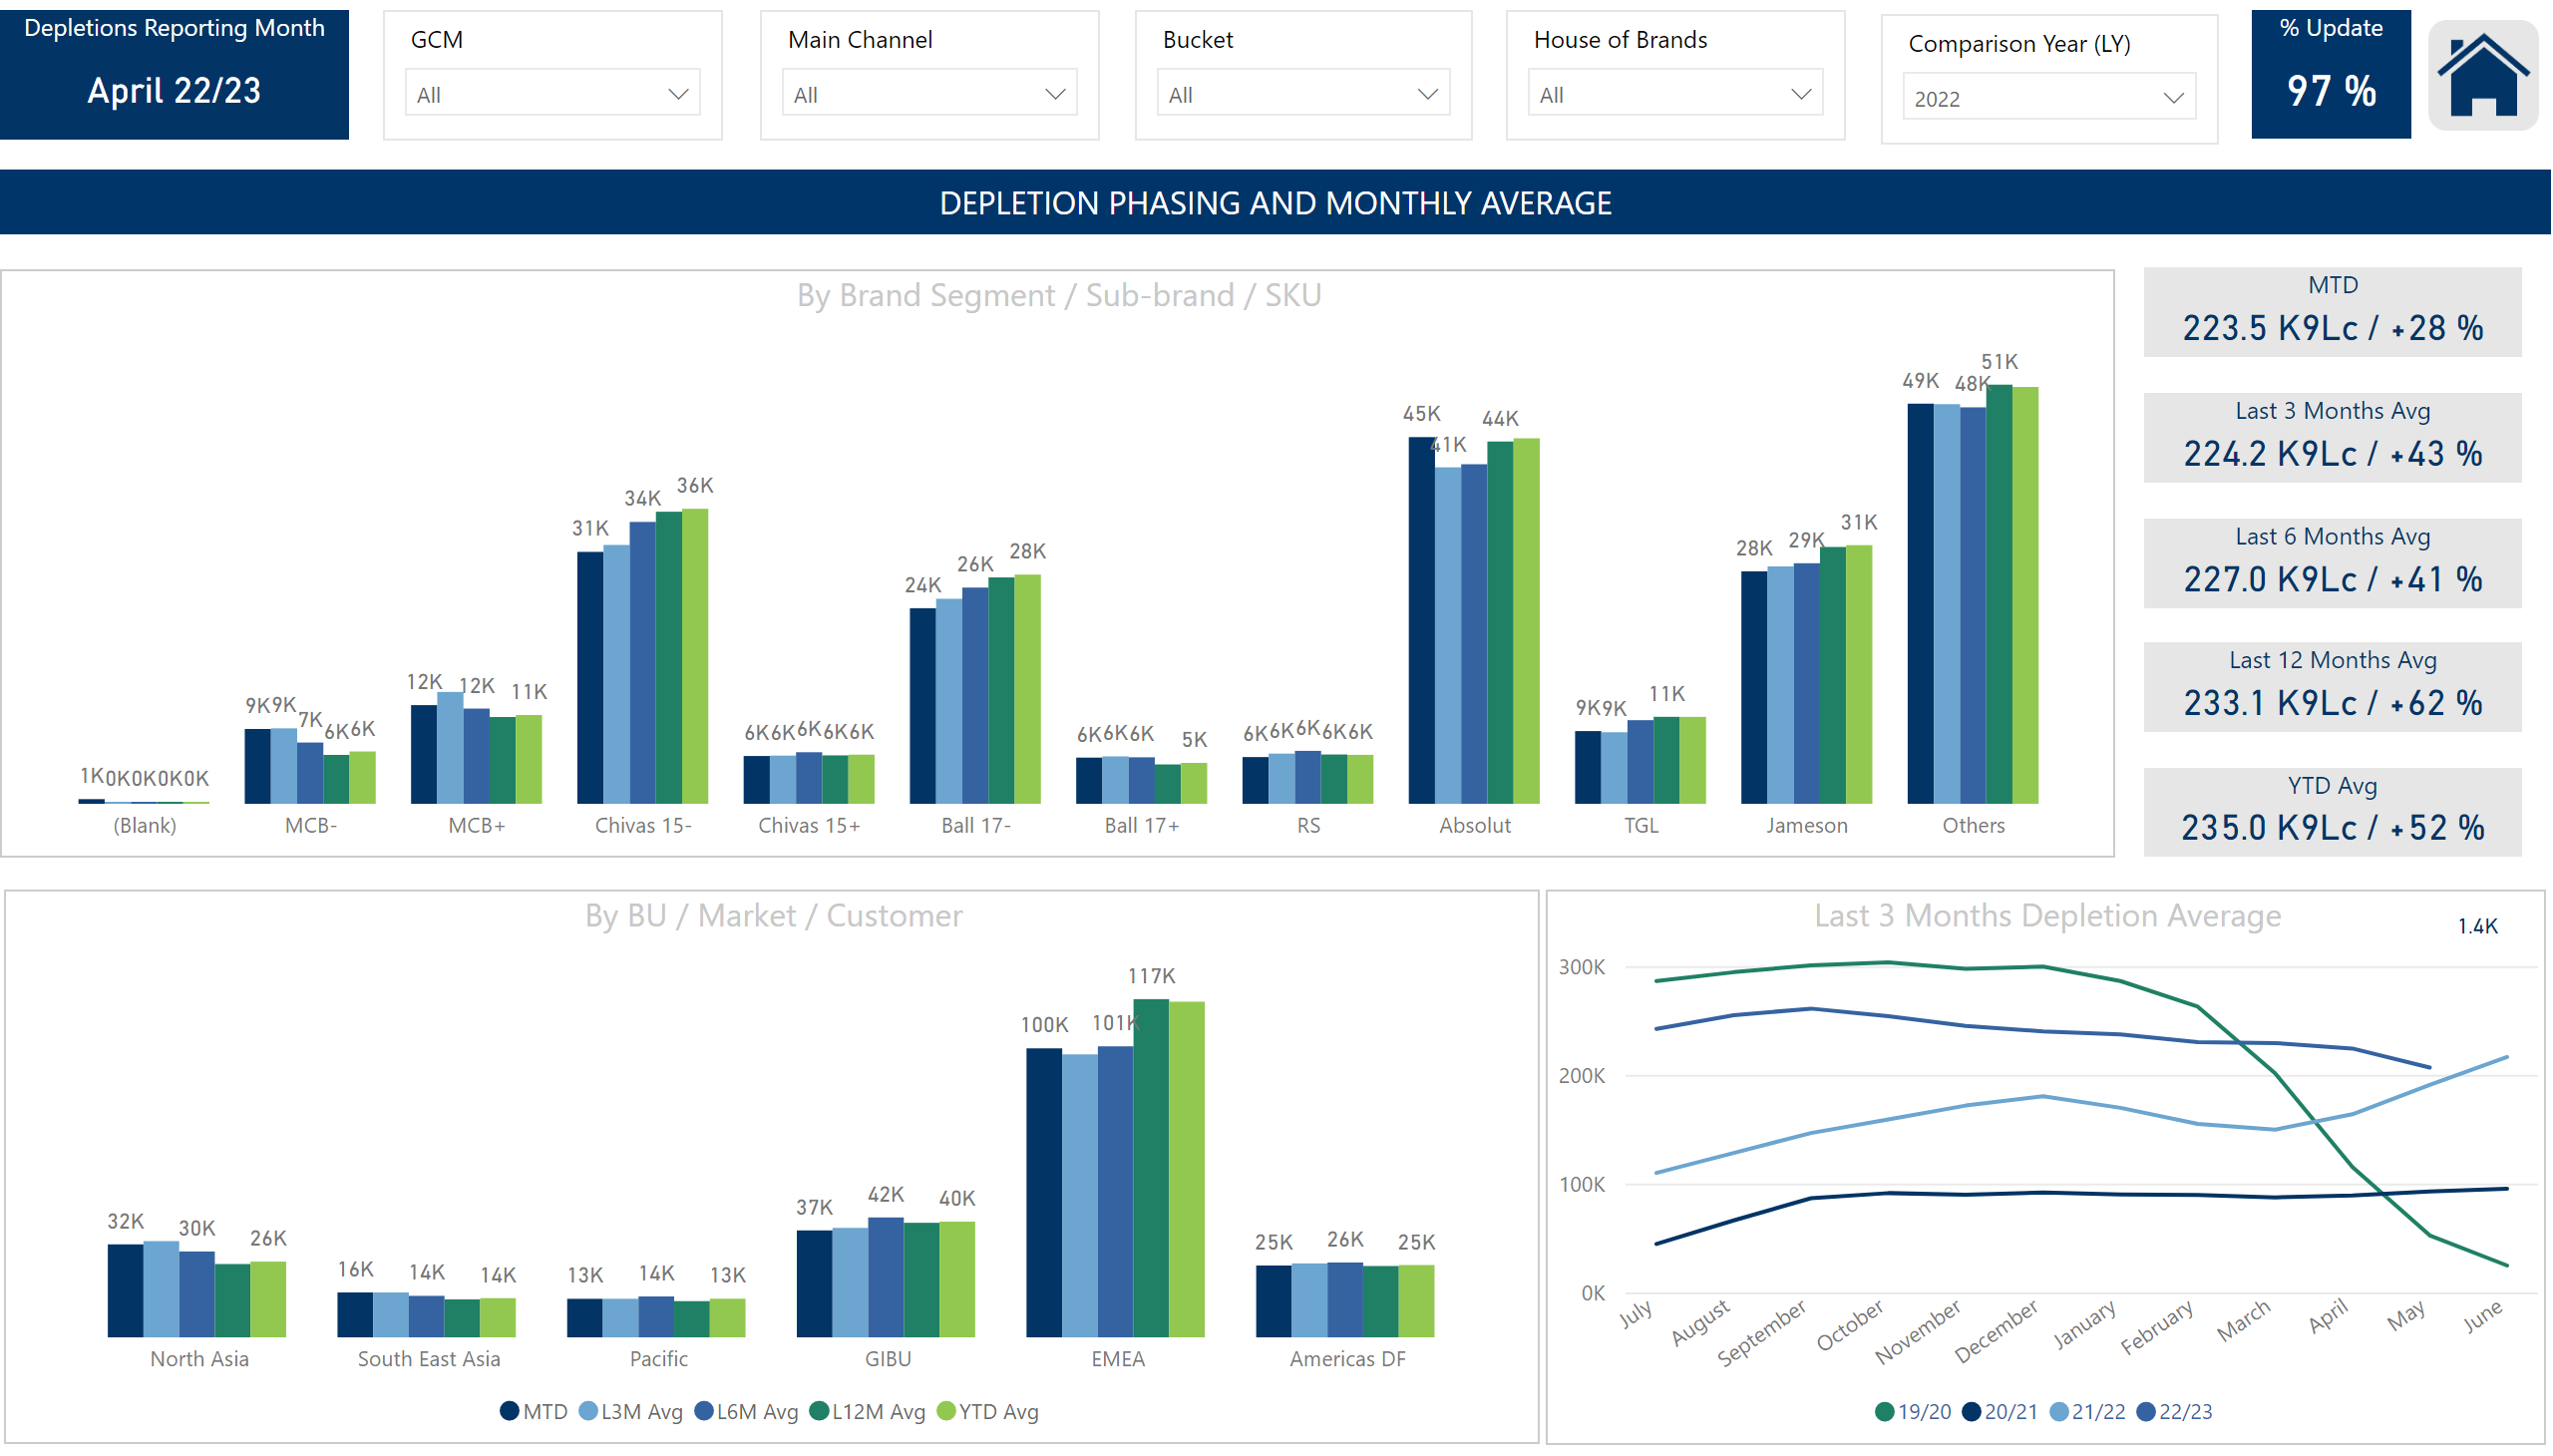 Depletions Reporting Month
April 22/23
GCM
All
Main Channel
All
Bucket
All
House of Brands
All
Comparison Year (LY)
2022
% Update
97 %
DEPLETION PHASING AND MONTHLY AVERAGE
By Brand Segment / Sub-brand / SKU
1K 0K 0K 0K 0K
9K 9K 7K 6K 6K
12K 12K 11K
31K 34K 36K
6K 6K 6K 6K 6K
24K 26K 28K
6K 6K 6K 5K
6K 6K 6K 6K 6K
45K 41K 44K
9K 9K 11K
28K 29K 31K
49K 48K 51K
(Blank) MCB- MCB+ Chivas 15- Chivas 15+ Ball 17- Ball 17+ RS Absolut TGL Jameson Others
MTD
223.5 K9Lc / +28 %
Last 3 Months Avg
224.2 K9Lc / +43 %
Last 6 Months Avg
227.0 K9Lc / +41 %
Last 12 Months Avg
233.1 K9Lc / +62 %
YTD Avg
235.0 K9Lc / +52 %
By BU / Market / Customer
32K 30K 26K
16K 14K 14K
13K 14K 13K
37K 42K 40K
100K 101K 117K
25K 26K 25K
North Asia South East Asia Pacific GIBU EMEA Americas DF
MTD L3M Avg L6M Avg L12M Avg YTD Avg
Last 3 Months Depletion Average
1.4K
300K
200K
100K
0K
July August September October November December January February March April May June
19/20 20/21 21/22 22/23